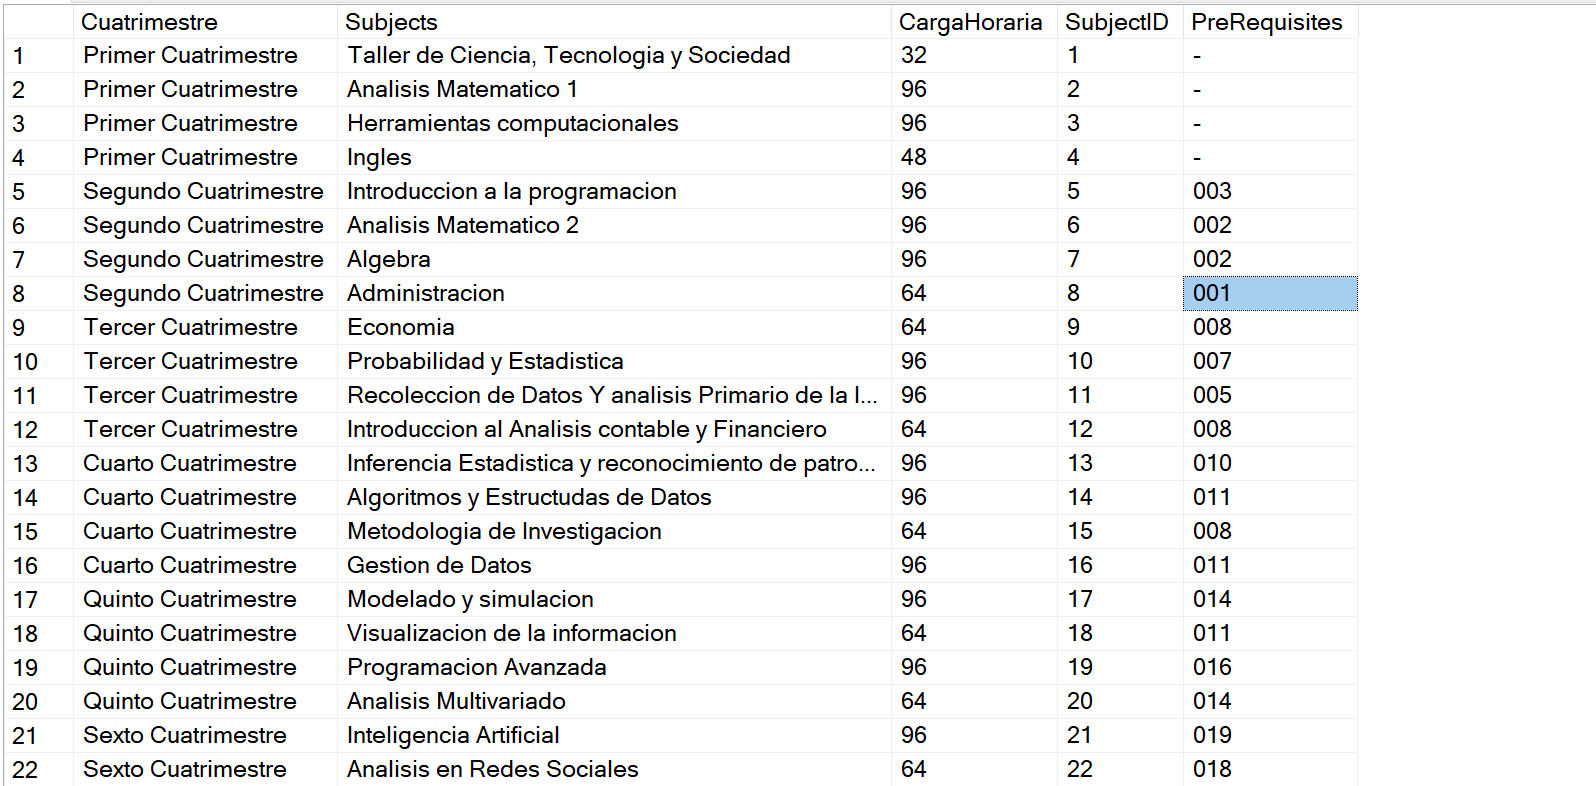 Cuatrimestre Subjects CargaHoraria SubjectID PreRequisites
1 Primer Cuatrimestre Taller de Ciencia, Tecnologia y Sociedad 32 1 -
2 Primer Cuatrimestre Analisis Matematico 1 96 2 -
3 Primer Cuatrimestre Herramientas computacionales 96 3 -
4 Primer Cuatrimestre Ingles 48 4 -
5 Segundo Cuatrimestre Introduccion a la programacion 96 5 003
6 Segundo Cuatrimestre Analisis Matematico 2 96 6 002
7 Segundo Cuatrimestre Algebra 96 7 002
8 Segundo Cuatrimestre Administracion 64 8 001
9 Tercer Cuatrimestre Economia 64 9 008
10 Tercer Cuatrimestre Probabilidad y Estadistica 96 10 007
11 Tercer Cuatrimestre Recoleccion de Datos Y analisis Primario de la I... 96 11 005
12 Tercer Cuatrimestre Introduccion al Analisis contable y Financiero 64 12 008
13 Cuarto Cuatrimestre Inferencia Estadistica y reconocimiento de patro... 96 13 010
14 Cuarto Cuatrimestre Algoritmos y Estructudas de Datos 96 14 011
15 Cuarto Cuatrimestre Metodologia de Investigacion 64 15 008
16 Cuarto Cuatrimestre Gestion de Datos 96 16 011
17 Quinto Cuatrimestre Modelado y simulacion 96 17 014
18 Quinto Cuatrimestre Visualizacion de la informacion 64 18 011
19 Quinto Cuatrimestre Programacion Avanzada 96 19 016
20 Quinto Cuatrimestre Analisis Multivariado 64 20 014
21 Sexto Cuatrimestre Inteligencia Artificial 96 21 019
22 Sexto Cuatrimestre Analisis en Redes Sociales 64 22 018